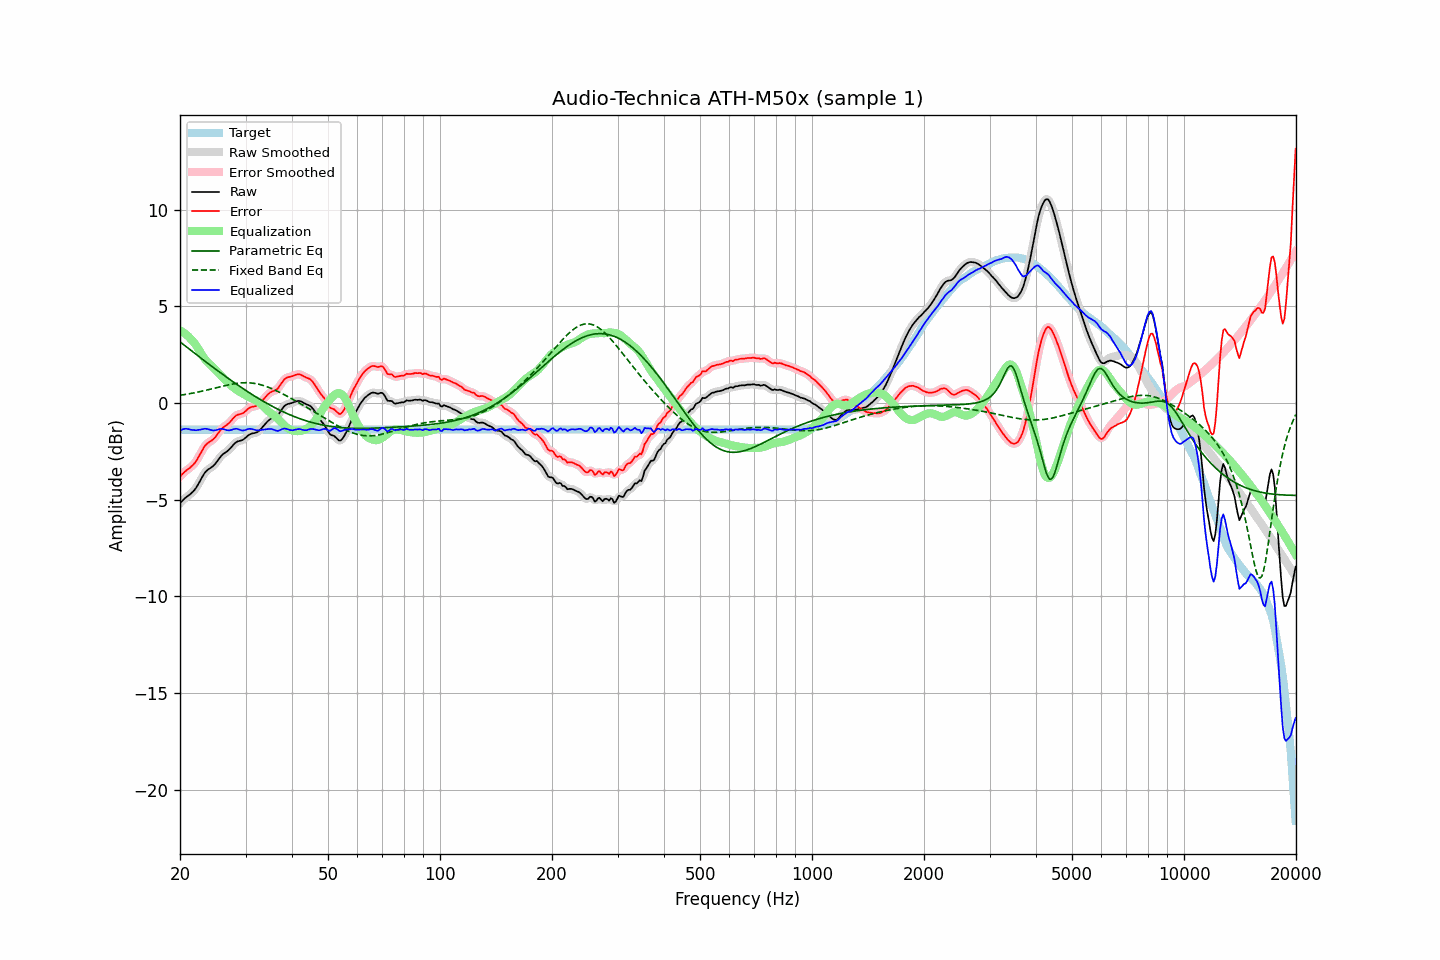 Audio-Technica ATH-M50x (sample 1)
Target
Raw Smoothed
Error Smoothed
Raw
Error
Equalization
Parametric Eq
Fixed Band Eq
Equalized
10
5
0
−5
−10
−15
−20
Amplitude (dBr)
20 50 100 200 500 1000 2000 5000 10000 20000
Frequency (Hz)